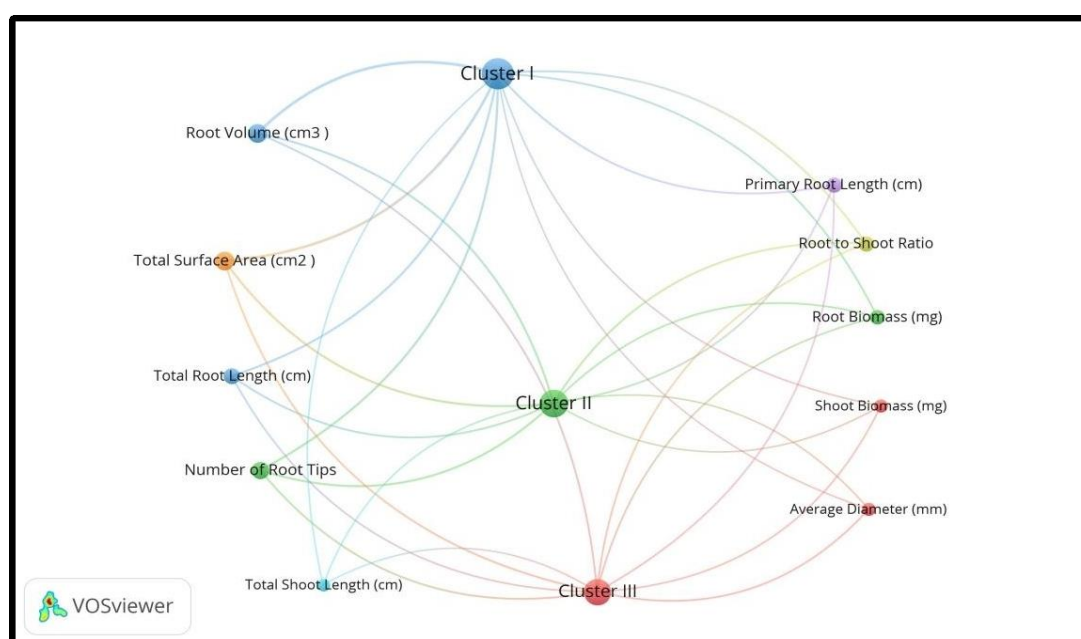 Cluster I
Root Volume (cm3 )
Primary Root Length (cm)
Root to Shoot Ratio
Total Surface Area (cm2 )
Root Biomass (mg)
Total Root Length (cm)
Cluster II
Shoot Biomass (mg)
Number of Root Tips
Average Diameter (mm)
Total Shoot Length (cm)
Cluster III
VOSviewer